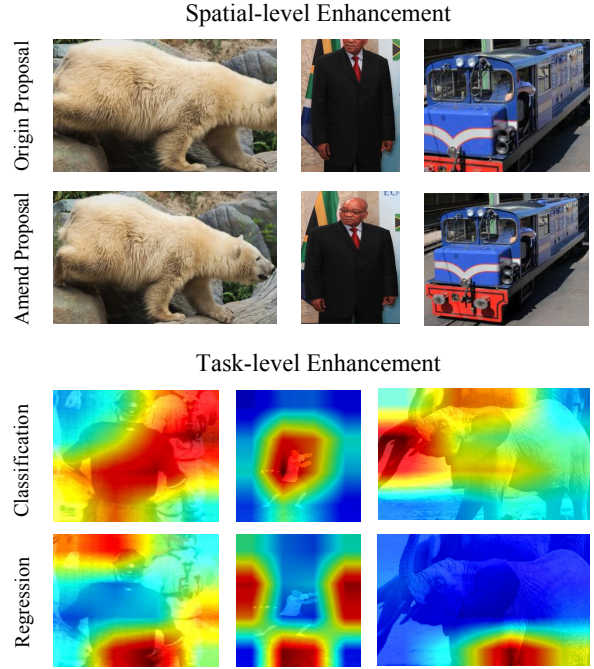 Spatial-level Enhancement
Origin Proposal
Amend Proposal
Task-level Enhancement
Classification
Regression